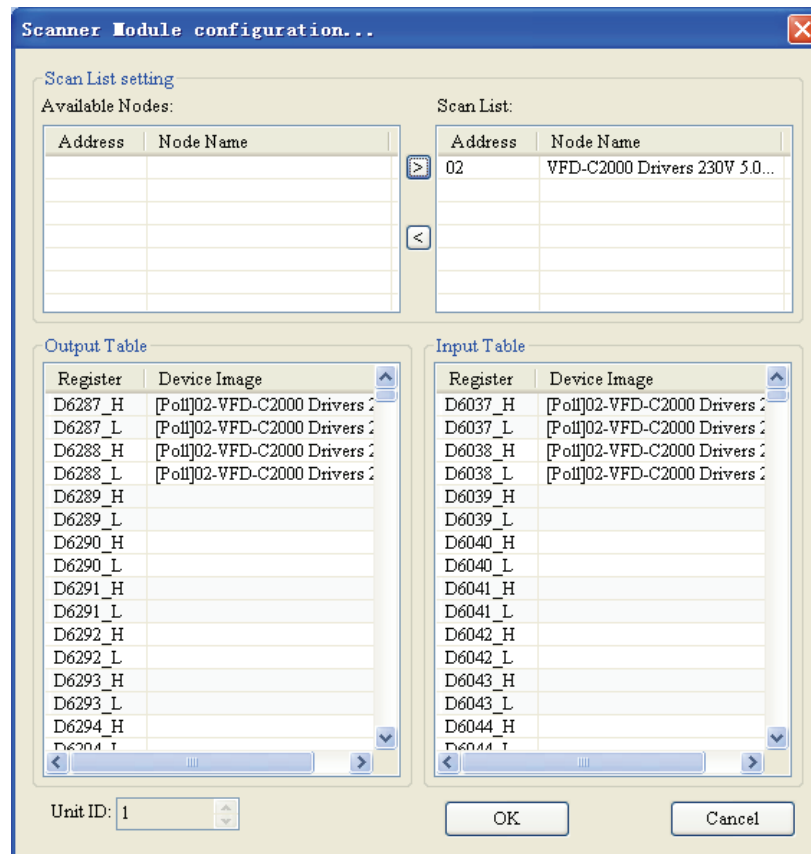 Scanner Module configuration...
Scan List setting
Available Nodes:
Address Node Name
>
<
Scan List:
Address Node Name
02 VFD-C2000 Drivers 230V 5.0...
Output Table
Register Device Image
D6287_H [Poll]02-VFD-C2000 Drivers 2
D6287_L [Poll]02-VFD-C2000 Drivers 2
D6288_H [Poll]02-VFD-C2000 Drivers 2
D6288_L [Poll]02-VFD-C2000 Drivers 2
D6289_H
D6289_L
D6290_H
D6290_L
D6291_H
D6291_L
D6292_H
D6292_L
D6293_H
D6293_L
D6294_H
D6294_L
Input Table
Register Device Image
D6037_H [Poll]02-VFD-C2000 Drivers 2
D6037_L [Poll]02-VFD-C2000 Drivers 2
D6038_H [Poll]02-VFD-C2000 Drivers 2
D6038_L [Poll]02-VFD-C2000 Drivers 2
D6039_H
D6039_L
D6040_H
D6040_L
D6041_H
D6041_L
D6042_H
D6042_L
D6043_H
D6043_L
D6044_H
D6044_L
Unit ID: 1
OK
Cancel